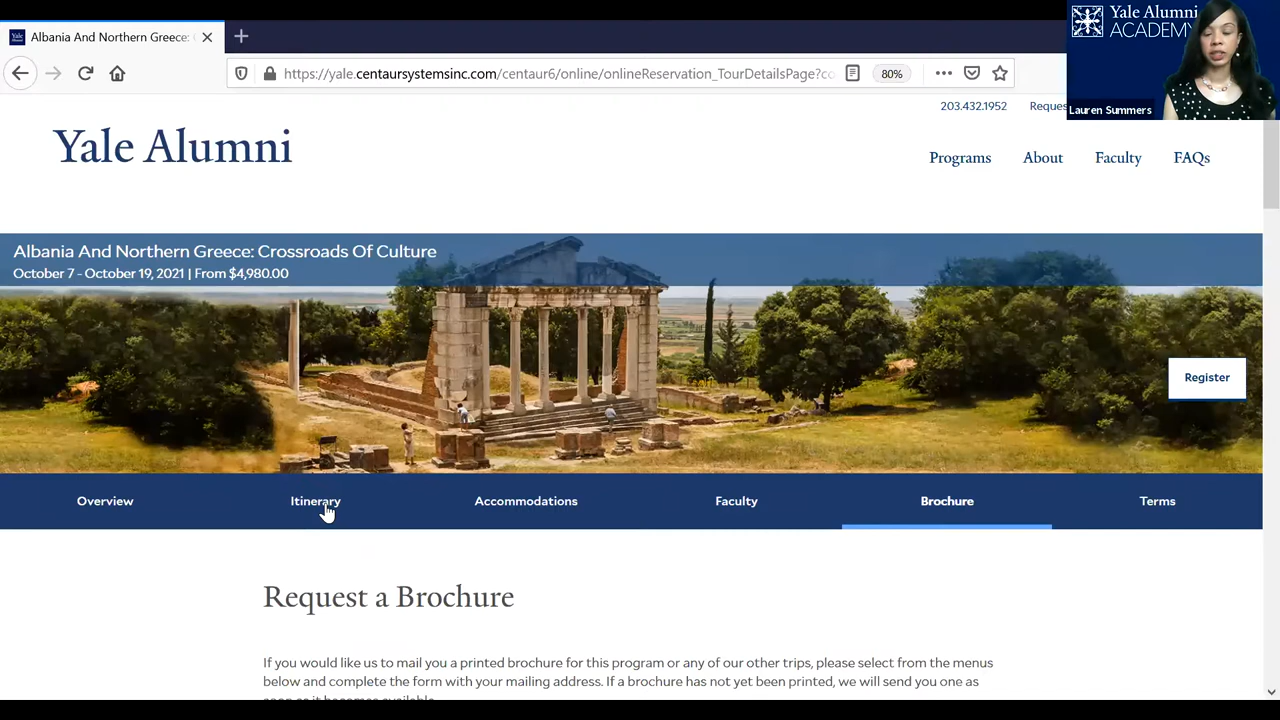 Albania And Northern Greece:
https://yale.centaursystemsinc.com/centaur6/online/onlineReservation_TourDetailsPage?co
80%
Yale Alumni
ACADEMY
Lauren Summers
203.432.1952
Reques
Yale Alumni
Programs About Faculty FAQs
Albania And Northern Greece: Crossroads Of Culture
October 7 - October 19, 2021 | From $4,980.00
Register
Overview Itinerary Accommodations Faculty Brochure Terms
Request a Brochure
If you would like us to mail you a printed brochure for this program or any of our other trips, please select from the menus
below and complete the form with your mailing address. If a brochure has not yet been printed, we will send you one as
soon as it becomes available.